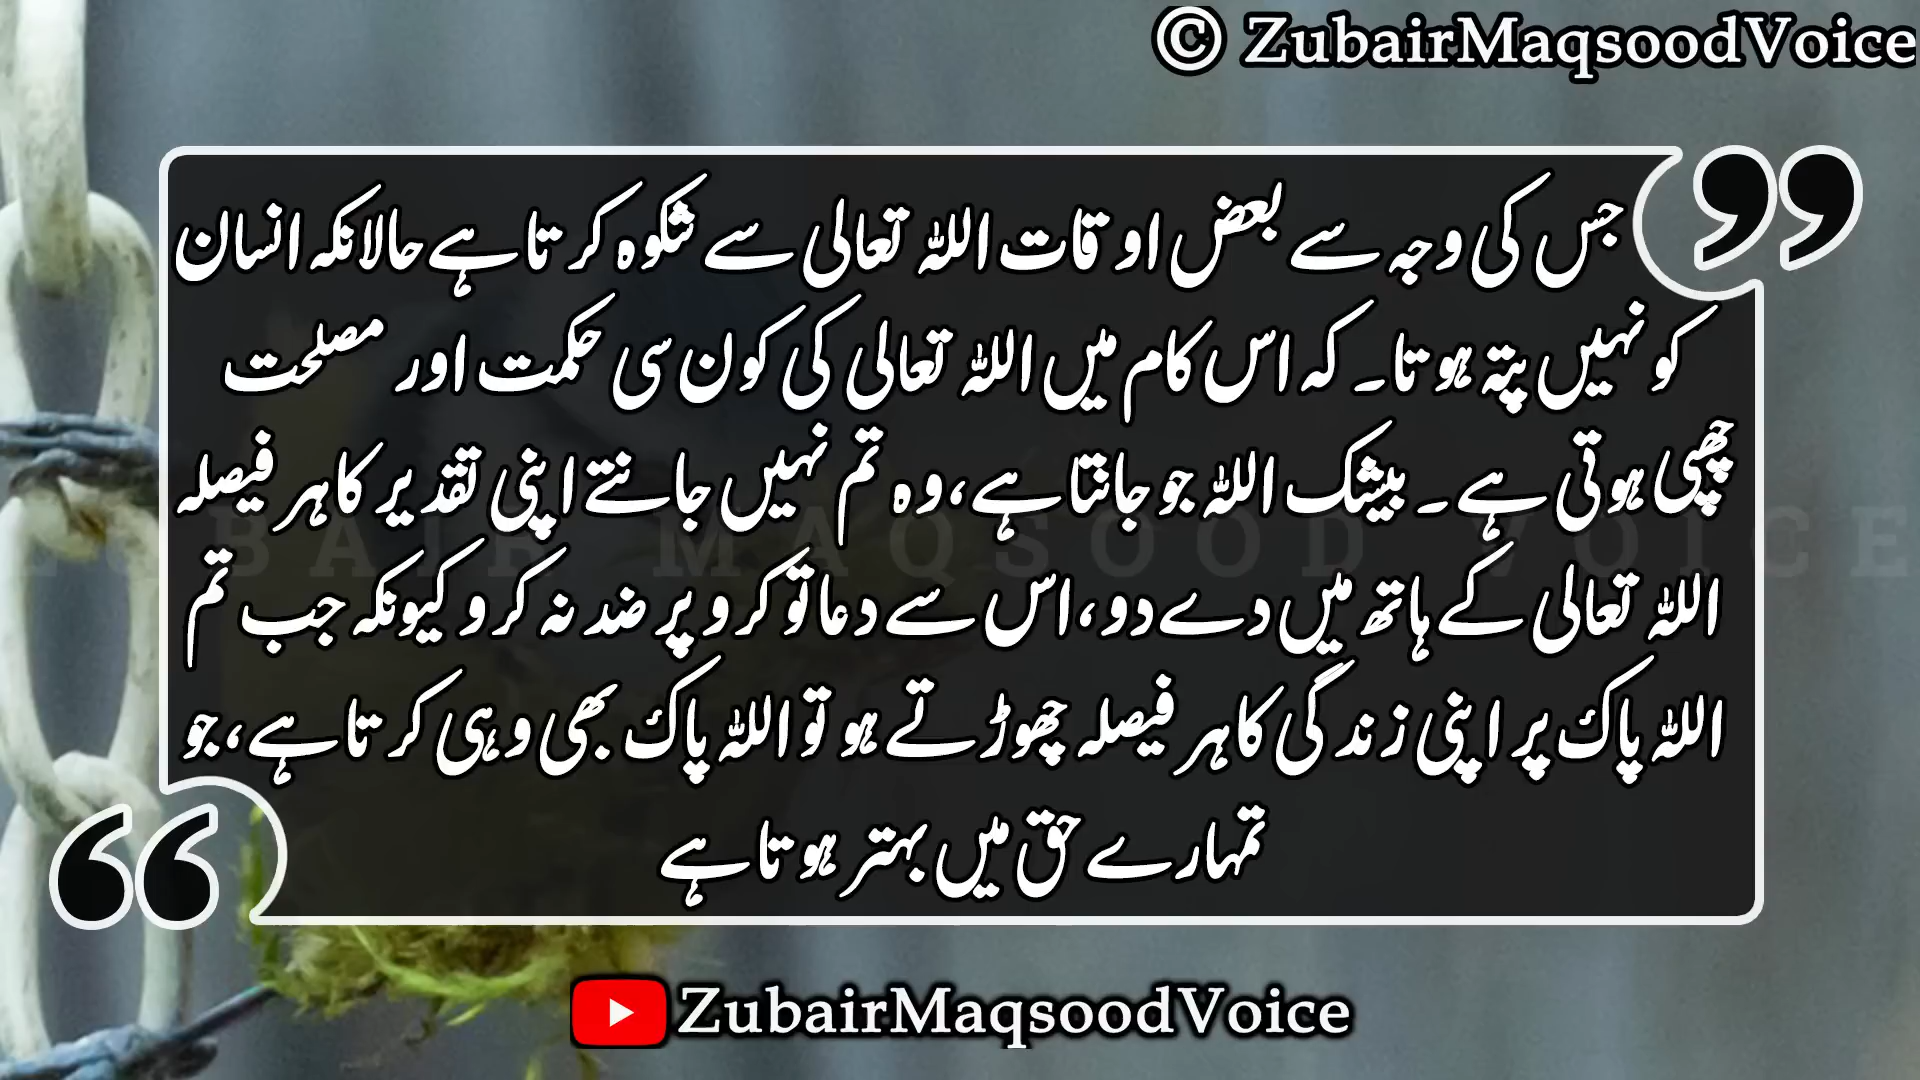 © ZubairMaqsoodVoice
جس کی وجہ سے بعض اوقات اللہ تعالی سے شکوہ کرتا ہے حالانکہ انسان
کو نہیں پتہ ہوتا۔ کہ اس کام میں اللہ تعالی کی کون سی حکمت اور مصلحت
چھپی ہوتی ہے۔ بیشک اللہ جو جانتا ہے، وہ تم نہیں جانتے اپنی تقدیر کا ہر فیصلہ
اللہ تعالی کے ہاتھ میں دے دو، اس سے دعا تو کرو پر ضد نہ کرو کیونکہ جب تم
اللہ پاک پر اپنی زندگی کا ہر فیصلہ چھوڑتے ہو تو اللہ پاک بھی وہی کرتا ہے، جو
تمہارے حق میں بہتر ہوتا ہے
BAIR MAQSOOD VOICE
ZubairMaqsoodVoice